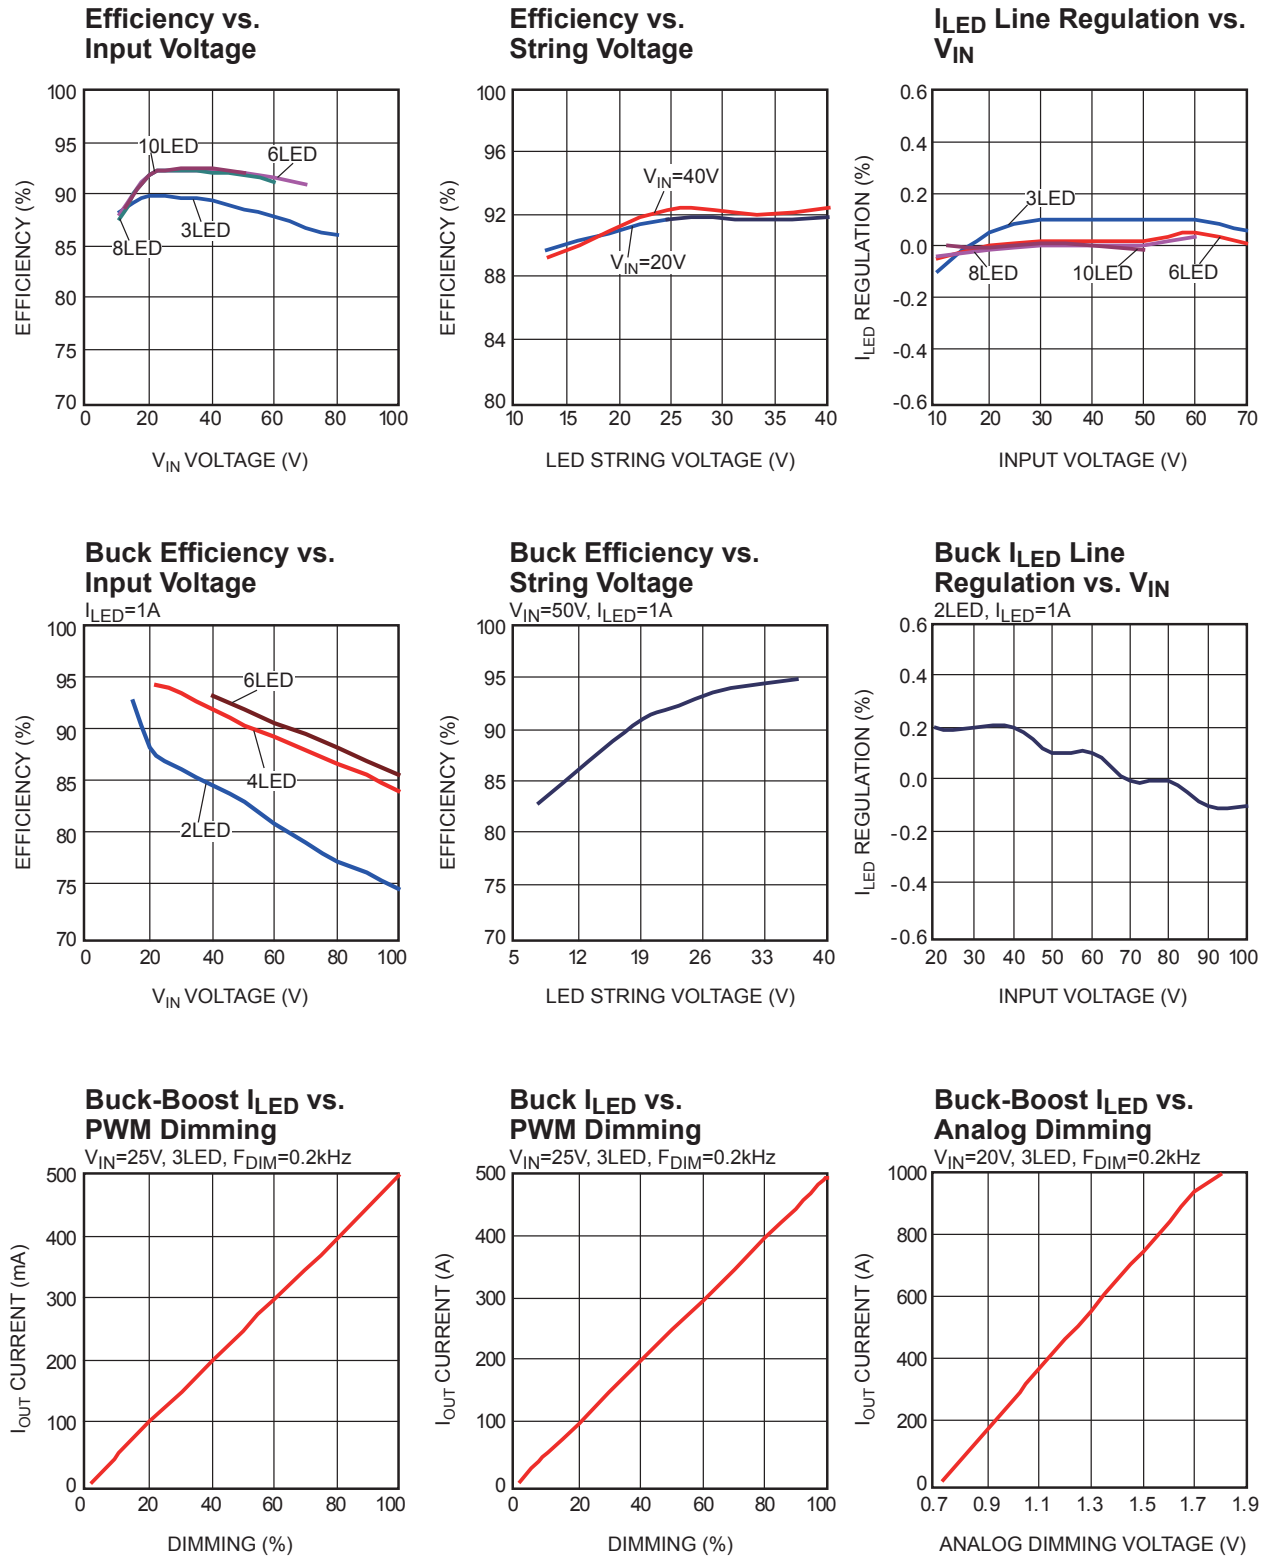 Efficiency vs.
Input Voltage
100
95
90
85
80
75
70
0
20
40
60
80
100
10LED
6LED
3LED
8LED
EFFICIENCY (%)
VIN VOLTAGE (V)
Efficiency vs.
String Voltage
100
96
92
88
84
80
10
15
20
25
30
35
40
VIN=40V
VIN=20V
EFFICIENCY (%)
LED STRING VOLTAGE (V)
ILED Line Regulation vs.
VIN
0.6
0.4
0.2
0.0
-0.2
-0.4
-0.6
10
20
30
40
50
60
70
3LED
8LED
10LED
6LED
ILED REGULATION (%)
INPUT VOLTAGE (V)
Buck Efficiency vs.
Input Voltage
ILED=1A
100
95
90
85
80
75
70
0
20
40
60
80
100
6LED
4LED
2LED
EFFICIENCY (%)
VIN VOLTAGE (V)
Buck Efficiency vs.
String Voltage
VIN=50V, ILED=1A
100
95
90
85
80
75
70
5
12
19
26
33
40
EFFICIENCY (%)
LED STRING VOLTAGE (V)
Buck ILED Line
Regulation vs. VIN
2LED, ILED=1A
0.6
0.4
0.2
0.0
-0.2
-0.4
-0.6
20
30
40
50
60
70
80
90
100
ILED REGULATION (%)
INPUT VOLTAGE (V)
Buck-Boost ILED vs.
PWM Dimming
VIN=25V, 3LED, FDIM=0.2kHz
500
400
300
200
100
0
0
20
40
60
80
100
IOUT CURRENT (mA)
DIMMING (%)
Buck ILED vs.
PWM Dimming
VIN=25V, 3LED, FDIM=0.2kHz
500
400
300
200
100
0
0
20
40
60
80
100
IOUT CURRENT (A)
DIMMING (%)
Buck-Boost ILED vs.
Analog Dimming
VIN=20V, 3LED, FDIM=0.2kHz
1000
800
600
400
200
0
0.7
0.9
1.1
1.3
1.5
1.7
1.9
IOUT CURRENT (A)
ANALOG DIMMING VOLTAGE (V)